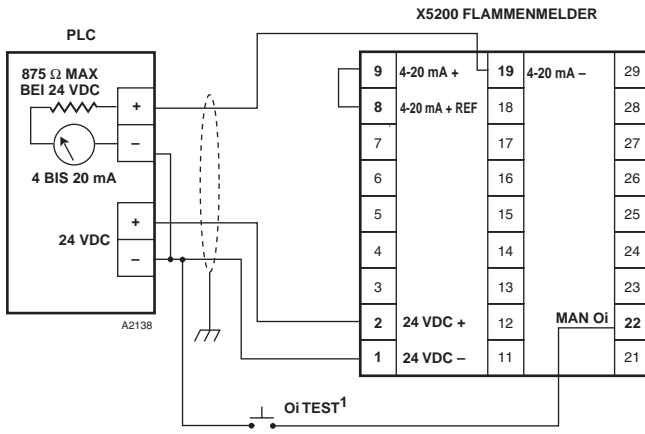 X5200 FLAMMENMELDER
PLC
875 Ω MAX
BEI 24 VDC
+
–
4 BIS 20 mA
+
24 VDC
–
A2138
9 4-20 mA + 19 4-20 mA – 29
8 4-20 mA + REF 18 28
7 17 27
6 16 26
5 15 25
4 14 24
3 13 23
2 24 VDC + 12 MAN Oi 22
1 24 VDC – 11 21
Oi TEST1